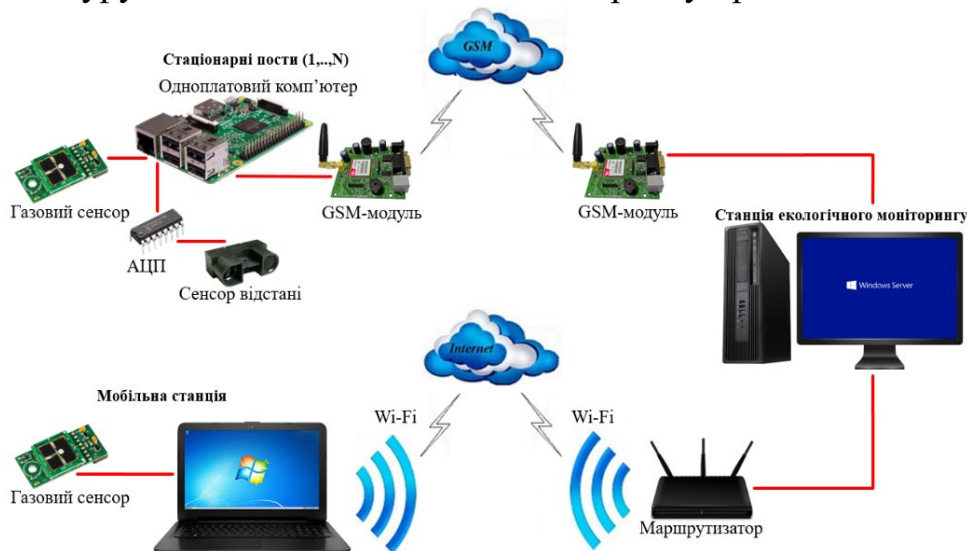 GSM
Стаціонарні пости (1,..,N)
Одноплатовий комп’ютер
Газовий сенсор
GSM-модуль
GSM-модуль
АЦП
Сенсор відстані
Станція екологічного моніторингу
Windows Server
Internet
Мобільна станція
Wi-Fi
Wi-Fi
Газовий сенсор
Маршрутизатор